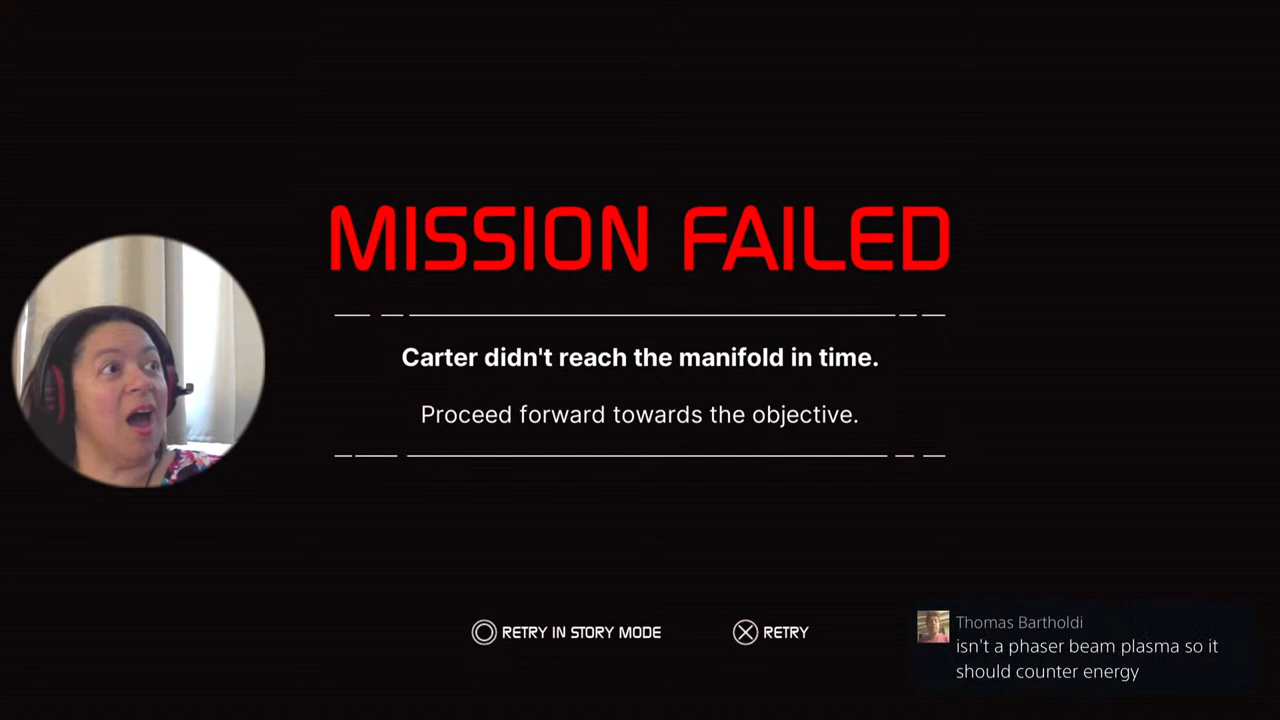 MISSION FAILED
Carter didn't reach the manifold in time.
Proceed forward towards the objective.
RETRY IN STORY MODE
RETRY
Thomas Bartholdi
isn't a phaser beam plasma so it
should counter energy